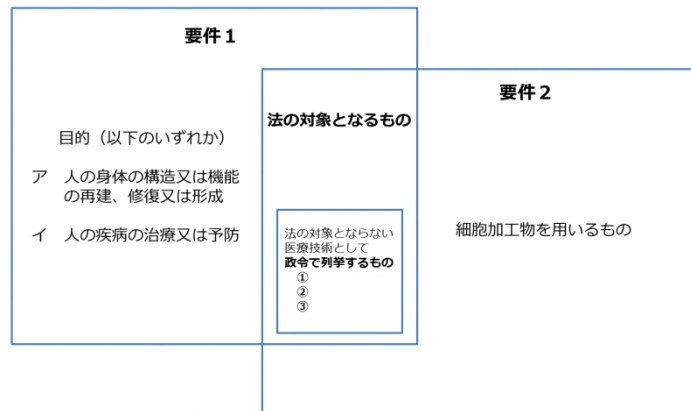 要件１
目的（以下のいずれか）
ア　人の身体の構造又は機能
の再建、修復又は形成
イ　人の疾病の治療又は予防
法の対象となるもの
法の対象とならない
医療技術として
政令で列挙するもの
①
②
③
要件２
細胞加工物を用いるもの